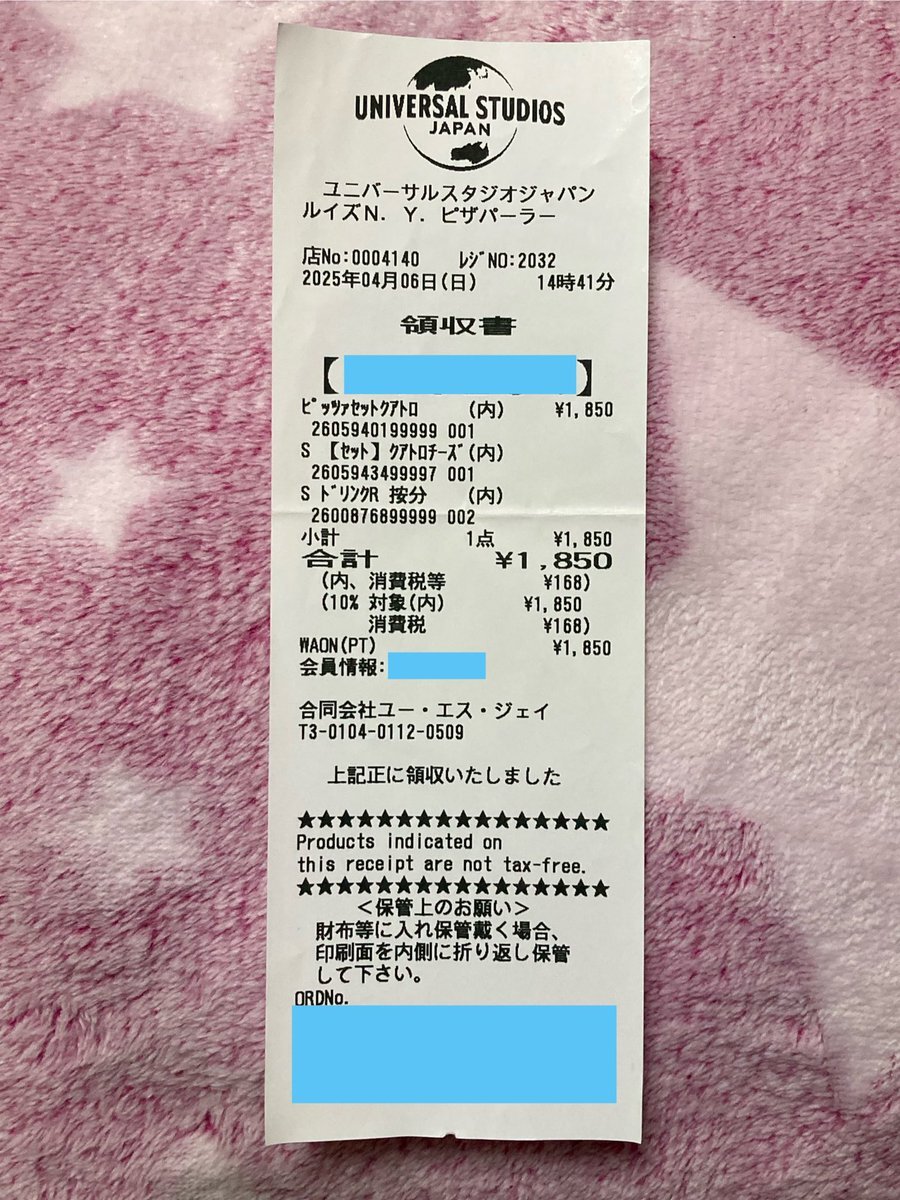 UNIVERSAL STUDIOS
JAPAN
ユニバーサルスタジオジャパン
ルイズN. Y. ピザパーラー
店No:0004140 ﾚｼﾞNO:2032
2025年04月06日(日) 14時41分
領収書
【 】
ﾋﾟｯﾂｧｾｯﾄｸｱﾄﾛ (内) ¥1,850
2605940199999 001
S 【ｾｯﾄ】ｸｱﾄﾛﾁｰｽﾞ(内)
2605943499997 001
S ﾄﾞﾘﾝｸR 按分 (内)
2600876899999 002
小計 1点 ¥1,850
合計 ¥1,850
(内、消費税等 ¥168)
(10% 対象(内) ¥1,850
消費税 ¥168)
WAON(PT) ¥1,850
会員情報:
合同会社ユー・エス・ジェイ
T3-0104-0112-0509
上記正に領収いたしました
★★★★★★★★★★★★★★★★
Products indicated on
this receipt are not tax-free.
★★★★★★★★★★★★★★★★
＜保管上のお願い＞
財布等に入れ保管戴く場合、
印刷面を内側に折り返し保管
して下さい。
ORDNo.